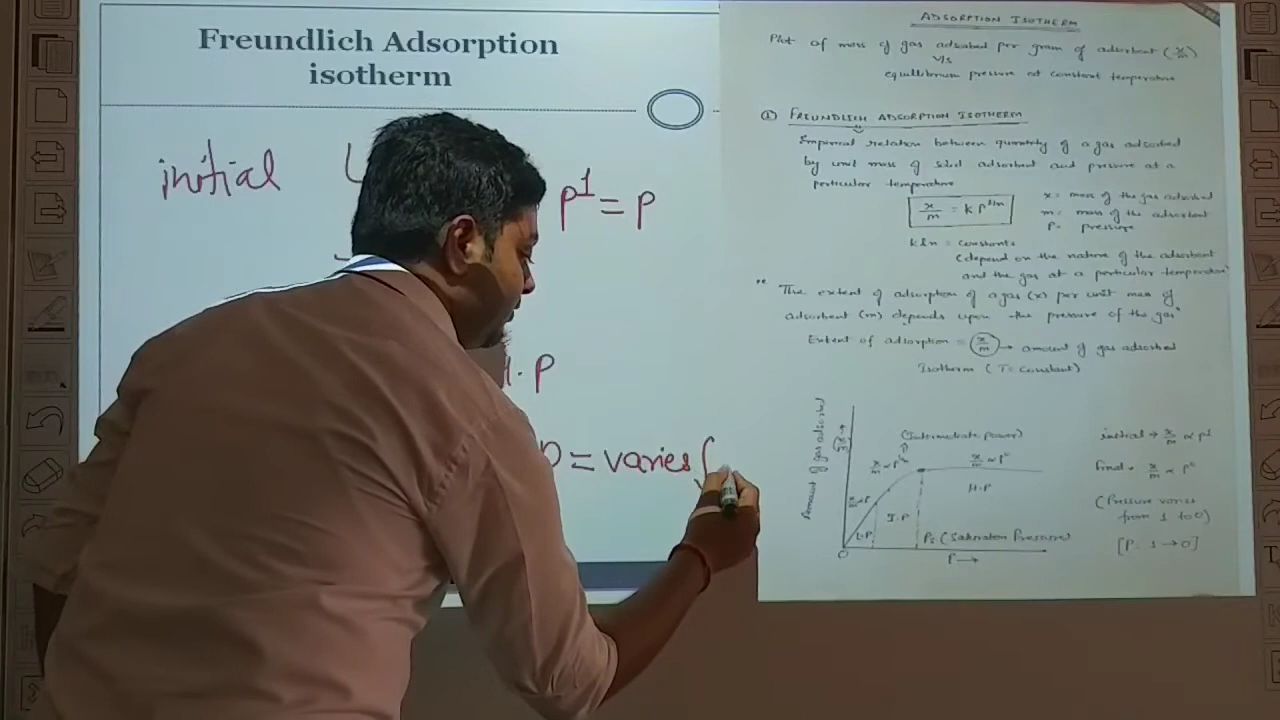 Freundlich Adsorption
isotherm
initial
P¹ = P
H. P
P = varies (
ADSORPTION ISOTHERM
Plot of mass of gas adsorbed per gram of adsorbent (x/m)
v/s
equilibrium pressure at constant temperature
① FREUNDLICH ADSORPTION ISOTHERM
Empirical relation between quantity of a gas adsorbed
by unit mass of solid adsorbent and pressure at a
particular temperature
x/m = k P^1/n
x = mass of the gas adsorbed
m = mass of the adsorbent
P = pressure
k & n = constants
(depend on the nature of the adsorbent
and the gas at a particular temperature
"The extent of adsorption of a gas (x) per unit mass of
adsorbent (m) depends upon the pressure of the gas"
Extent of adsorption = x/m → amount of gas adsorbed
Isotherm (T = constant)
Amount of gas adsorbed
x/m →
(Intermediate power)
x/m ∝ P^1/n
x/m ∝ P°
x/m ∝ P
H.P
I.P
L.P
Ps (Saturation Pressure)
O
P →
initial → x/m ∝ P¹
final → x/m ∝ P°
(Pressure varies
from 1 to 0)
[P: 1 → 0]